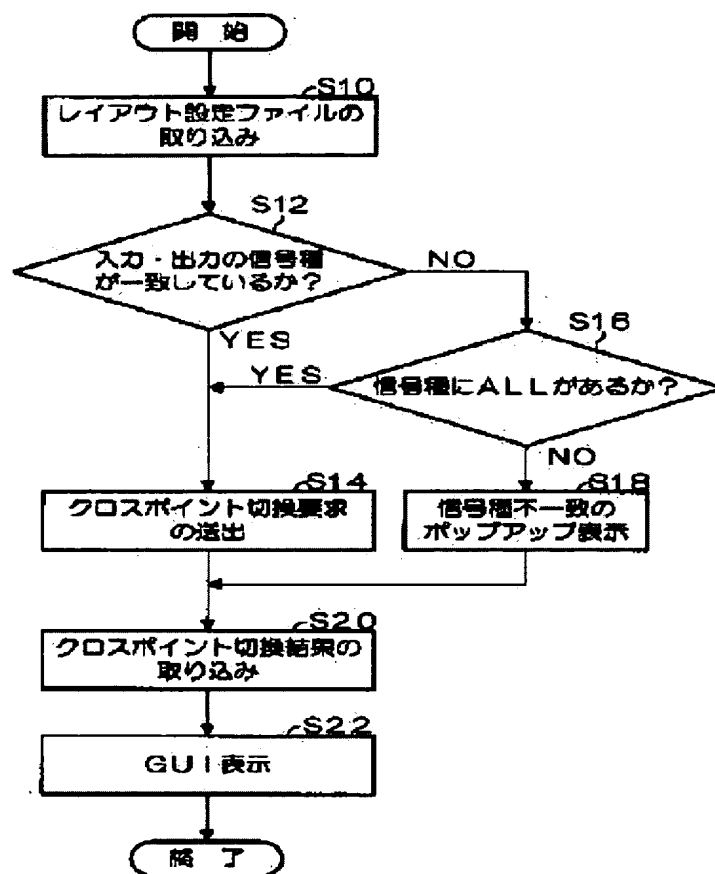 開 始
S10
レイアウト設定ファイルの
取り込み
S12
入力・出力の信号種
が一致しているか？
NO
YES
S16
信号種にALLがあるか？
YES
NO
S14
クロスポイント切換要求
の送出
S18
信号種不一致の
ポップアップ表示
S20
クロスポイント切換結果の
取り込み
S22
GUI表示
終 了